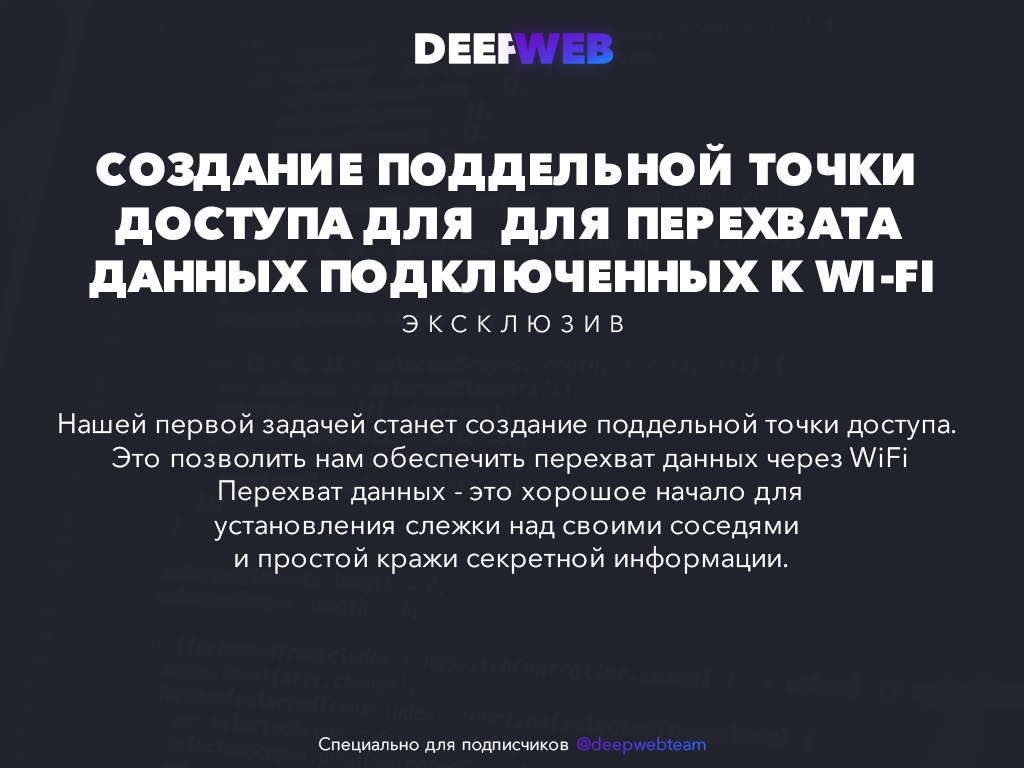 DEEPWEB
СОЗДАНИЕ ПОДДЕЛЬНОЙ ТОЧКИ
ДОСТУПА ДЛЯ ДЛЯ ПЕРЕХВАТА
ДАННЫХ ПОДКЛЮЧЕННЫХ К WI-FI
ЭКСКЛЮЗИВ
Нашей первой задачей станет создание поддельной точки доступа.
Это позволить нам обеспечить перехват данных через WiFi
Перехват данных - это хорошое начало для
установления слежки над своими соседями
и простой кражи секретной информации.
Специально для подписчиков @deepwebteam